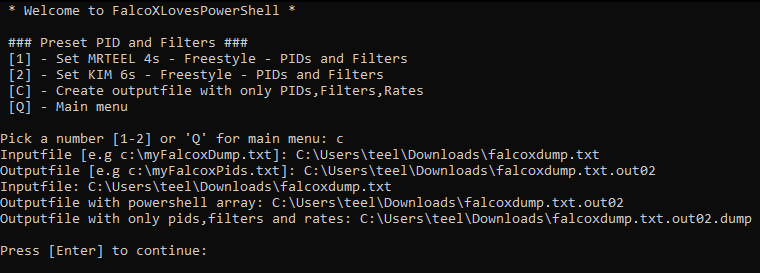 * Welcome to FalcoXLovesPowerShell *
### Preset PID and Filters ###
[1] - Set MRTEEL 4s - Freestyle - PIDs and Filters
[2] - Set KIM 6s - Freestyle - PIDs and Filters
[C] - Create outputfile with only PIDs,Filters,Rates
[Q] - Main menu
Pick a number [1-2] or 'Q' for main menu: c
Inputfile [e.g c:\myFalcoxDump.txt]: C:\Users\teel\Downloads\falcoxdump.txt
Outputfile [e.g c:\myFalcoxPids.txt]: C:\Users\teel\Downloads\falcoxdump.txt.out02
Inputfile: C:\Users\teel\Downloads\falcoxdump.txt
Outputfile with powershell array: C:\Users\teel\Downloads\falcoxdump.txt.out02
Outputfile with only pids,filters and rates: C:\Users\teel\Downloads\falcoxdump.txt.out02.dump
Press [Enter] to continue: